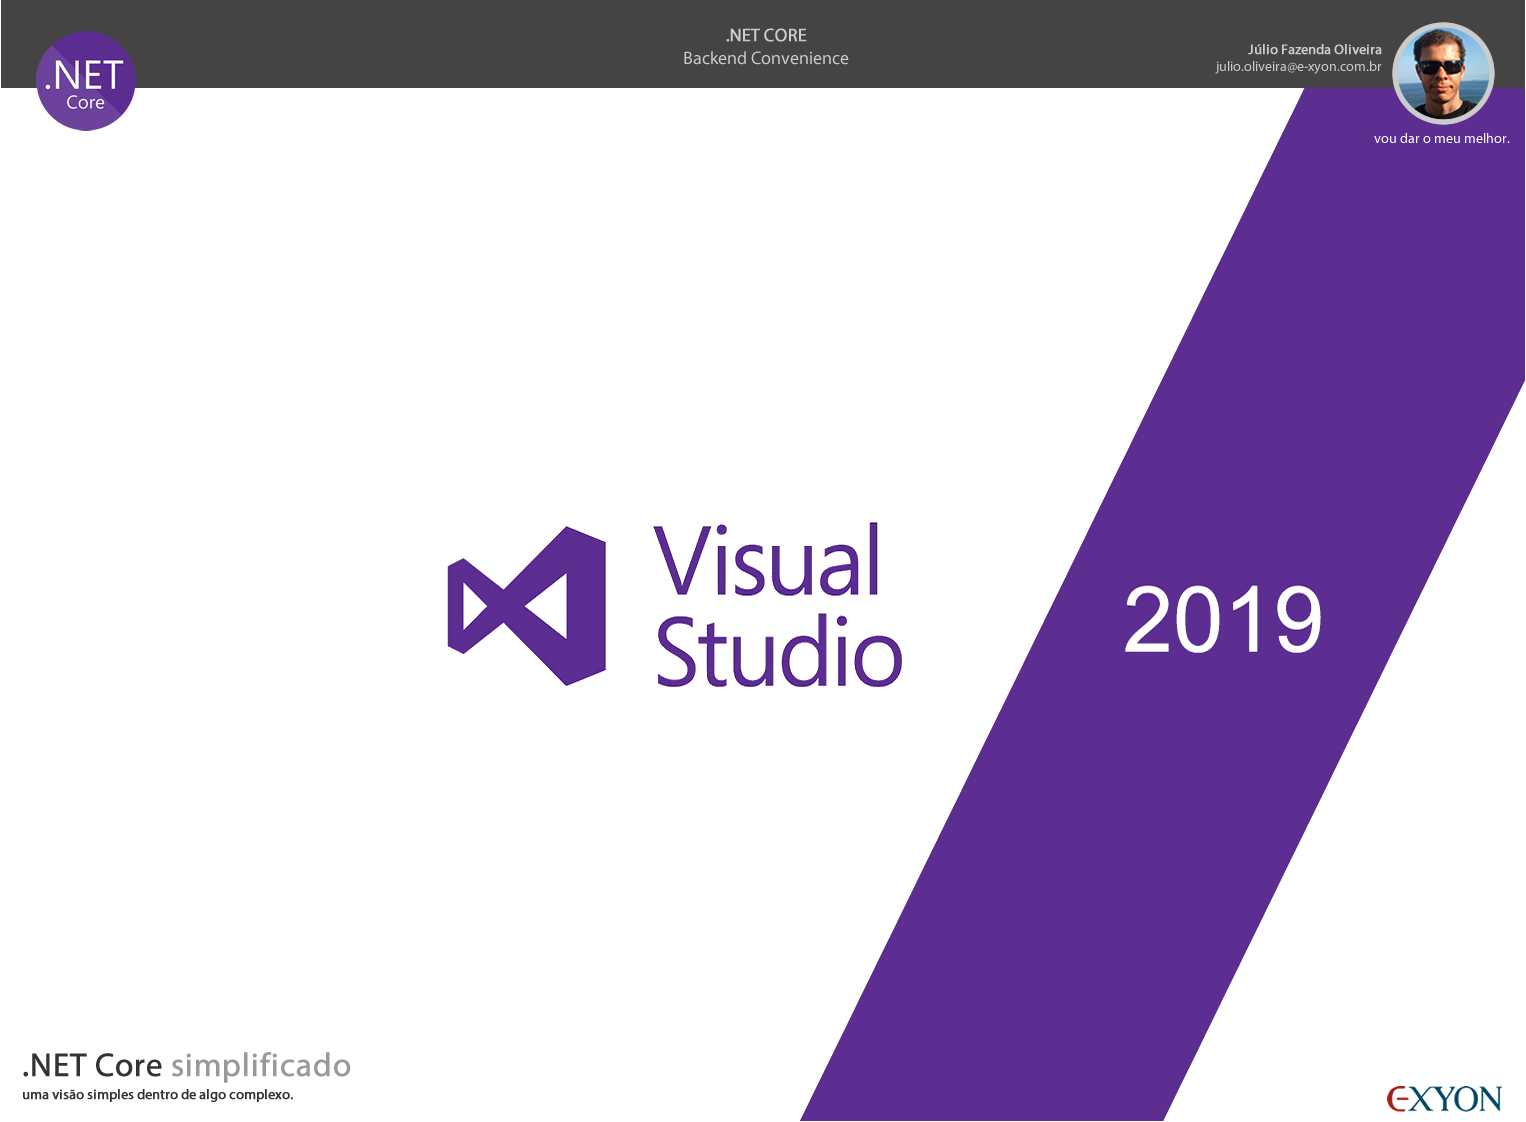 .NET CORE
Backend Convenience
.NET
Core
Júlio Fazenda Oliveira
julio.oliveira@e-xyon.com.br
vou dar o meu melhor.
Visual
Studio
2019
.NET Core simplificado
uma visão simples dentro de algo complexo.
E-XYON